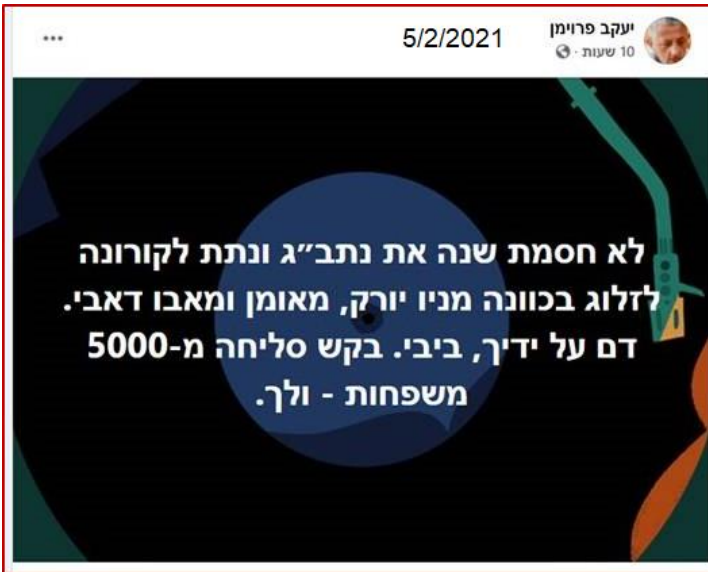 יעקב פרוימן
10 שעות ·
5/2/2021
לא חסמת שנה את נתב״ג ונתת לקורונה
לזלוג בכוונה מניו יורק, מאומן ומאבו דאבי.
דם על ידיך, ביבי. בקש סליחה מ-5000
משפחות - ולך.